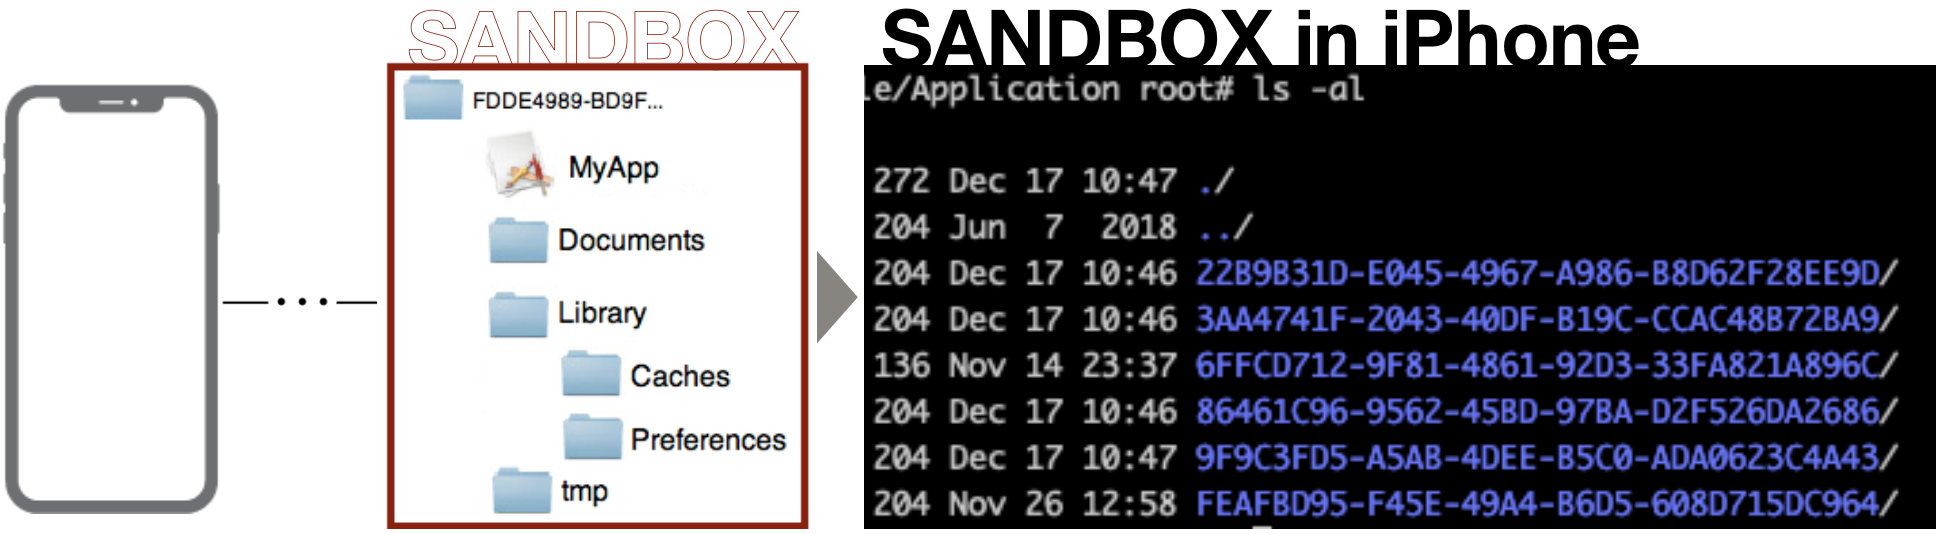 SANDBOX
FDDE4989-BD9F...
MyApp
Documents
Library
Caches
Preferences
tmp
SANDBOX in iPhone
le/Application root# ls -al
272 Dec 17 10:47 ./
204 Jun 7 2018 ../
204 Dec 17 10:46 22B9B31D-E045-4967-A986-B8D62F28EE9D/
204 Dec 17 10:46 3AA4741F-2043-40DF-B19C-CCAC48B72BA9/
136 Nov 14 23:37 6FFCD712-9F81-4861-92D3-33FA821A896C/
204 Dec 17 10:46 86461C96-9562-45BD-97BA-D2F526DA2686/
204 Dec 17 10:47 9F9C3FD5-A5AB-4DEE-B5C0-ADA0623C4A43/
204 Nov 26 12:58 FEAFBD95-F45E-49A4-B6D5-608D715DC964/